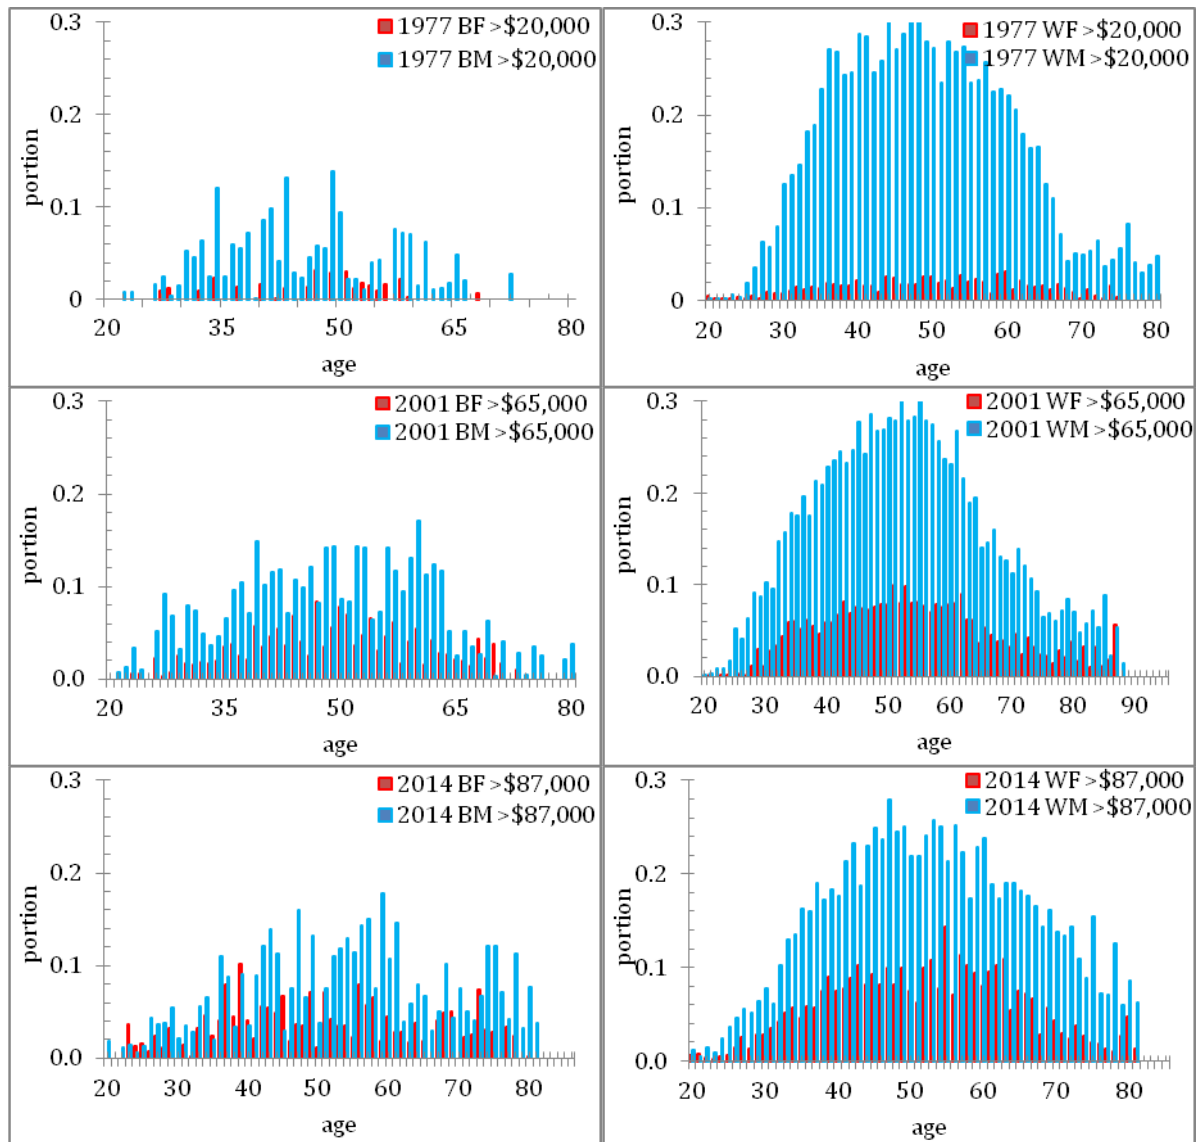 0.3
0.2
0.1
0
portion
1977 BF >$20,000
1977 BM >$20,000
20 35 50 65 80
age
0.3
0.2
0.1
0
portion
1977 WF >$20,000
1977 WM >$20,000
20 30 40 50 60 70 80
age
0.3
0.2
0.1
0.0
portion
2001 BF >$65,000
2001 BM >$65,000
20 35 50 65 80
age
0.3
0.2
0.1
0.0
portion
2001 WF >$65,000
2001 WM >$65,000
20 30 40 50 60 70 80 90
age
0.3
0.2
0.1
0.0
portion
2014 BF >$87,000
2014 BM >$87,000
20 30 40 50 60 70 80
age
0.3
0.2
0.1
0.0
portion
2014 WF >$87,000
2014 WM >$87,000
20 30 40 50 60 70 80
age